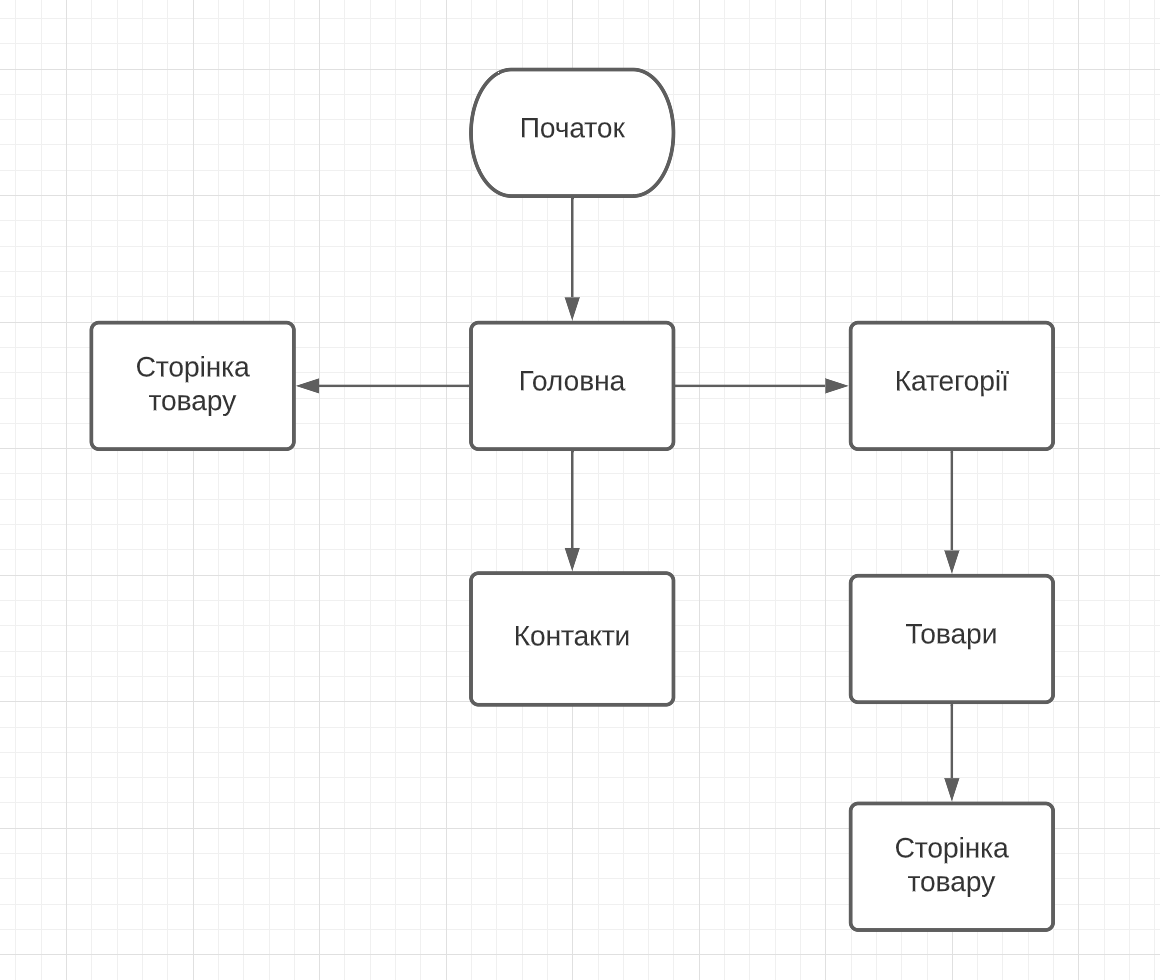 Початок
Сторінка
товару
Головна
Категорії
Контакти
Товари
Сторінка
товару